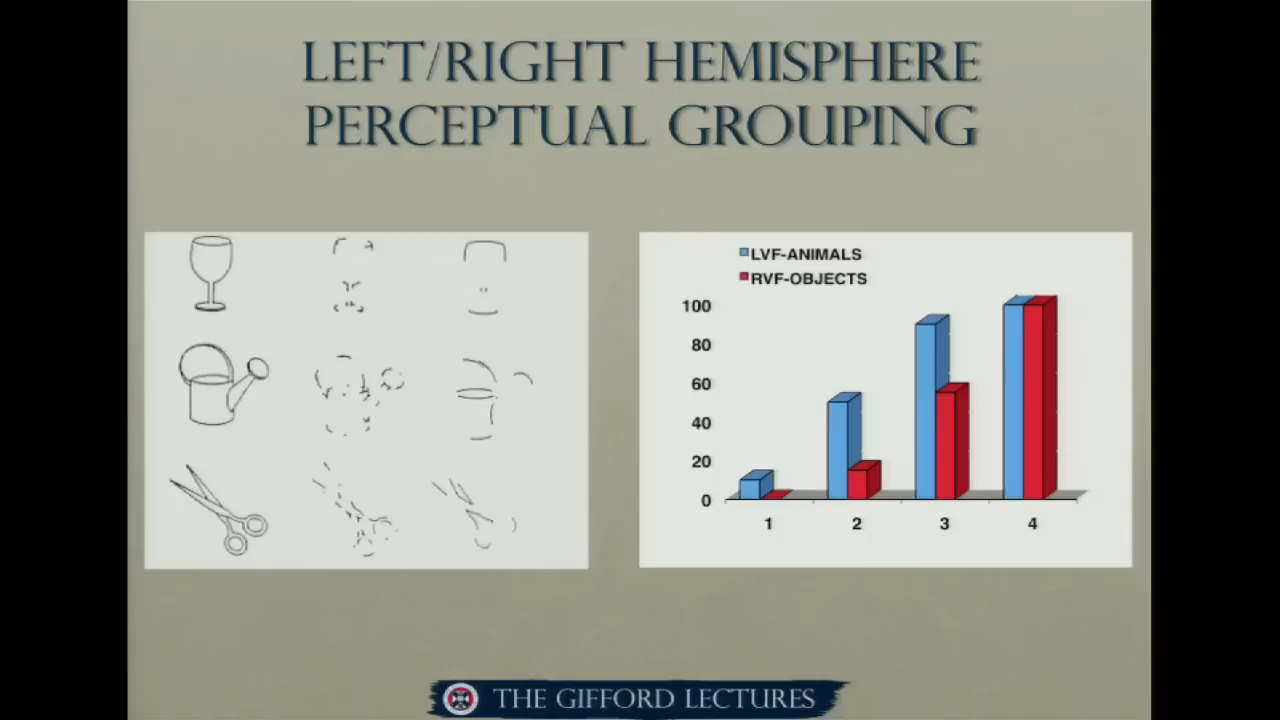 LEFT/RIGHT HEMISPHERE
PERCEPTUAL GROUPING
LVF-ANIMALS
RVF-OBJECTS
100
80
60
40
20
0
1 2 3 4
THE GIFFORD LECTURES